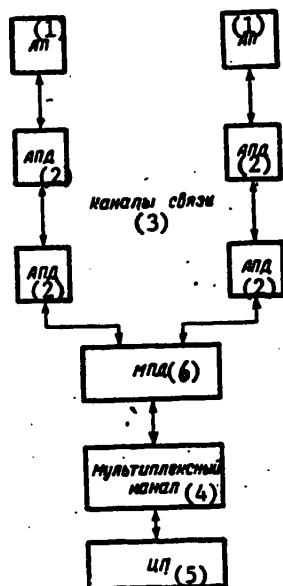 (1) (1)
АП АП
АПД АПД
(2) (2)
каналы связи
(3)
АПД АПД
(2) (2)
МПД(6)
мультиплексный
канал (4)
ЦП (5)